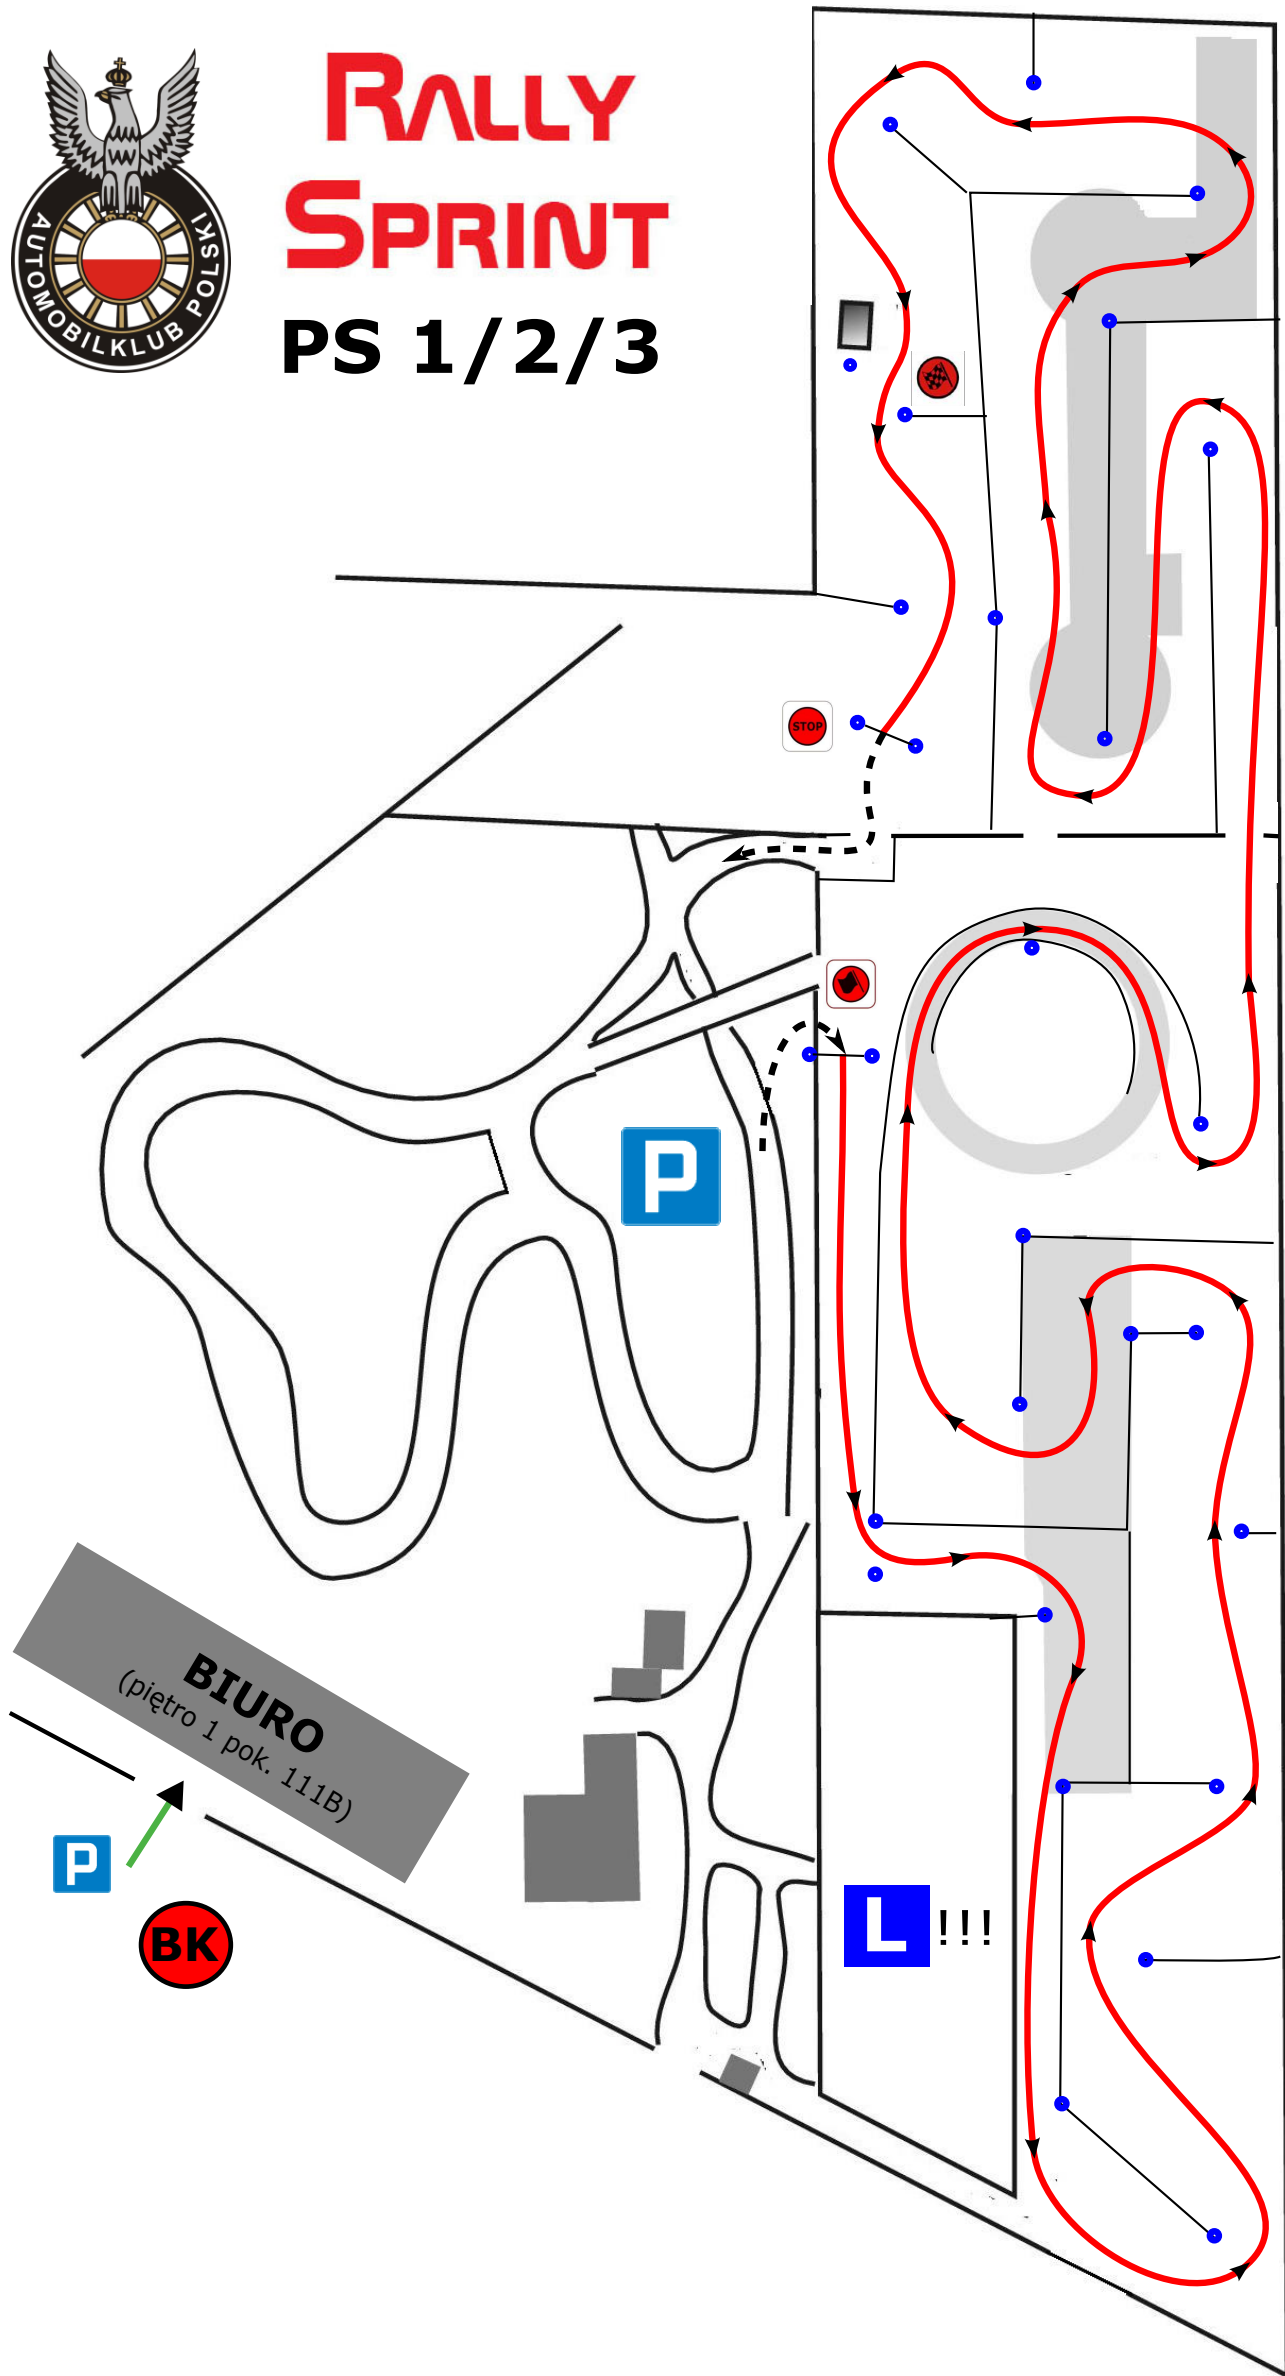 RALLY
SPRINT
AUTOMOBILKLUB POLSKI
PS 1/2/3
STOP
P
BIURO
(piętro 1 pok. 111B)
P
BK
L !!!